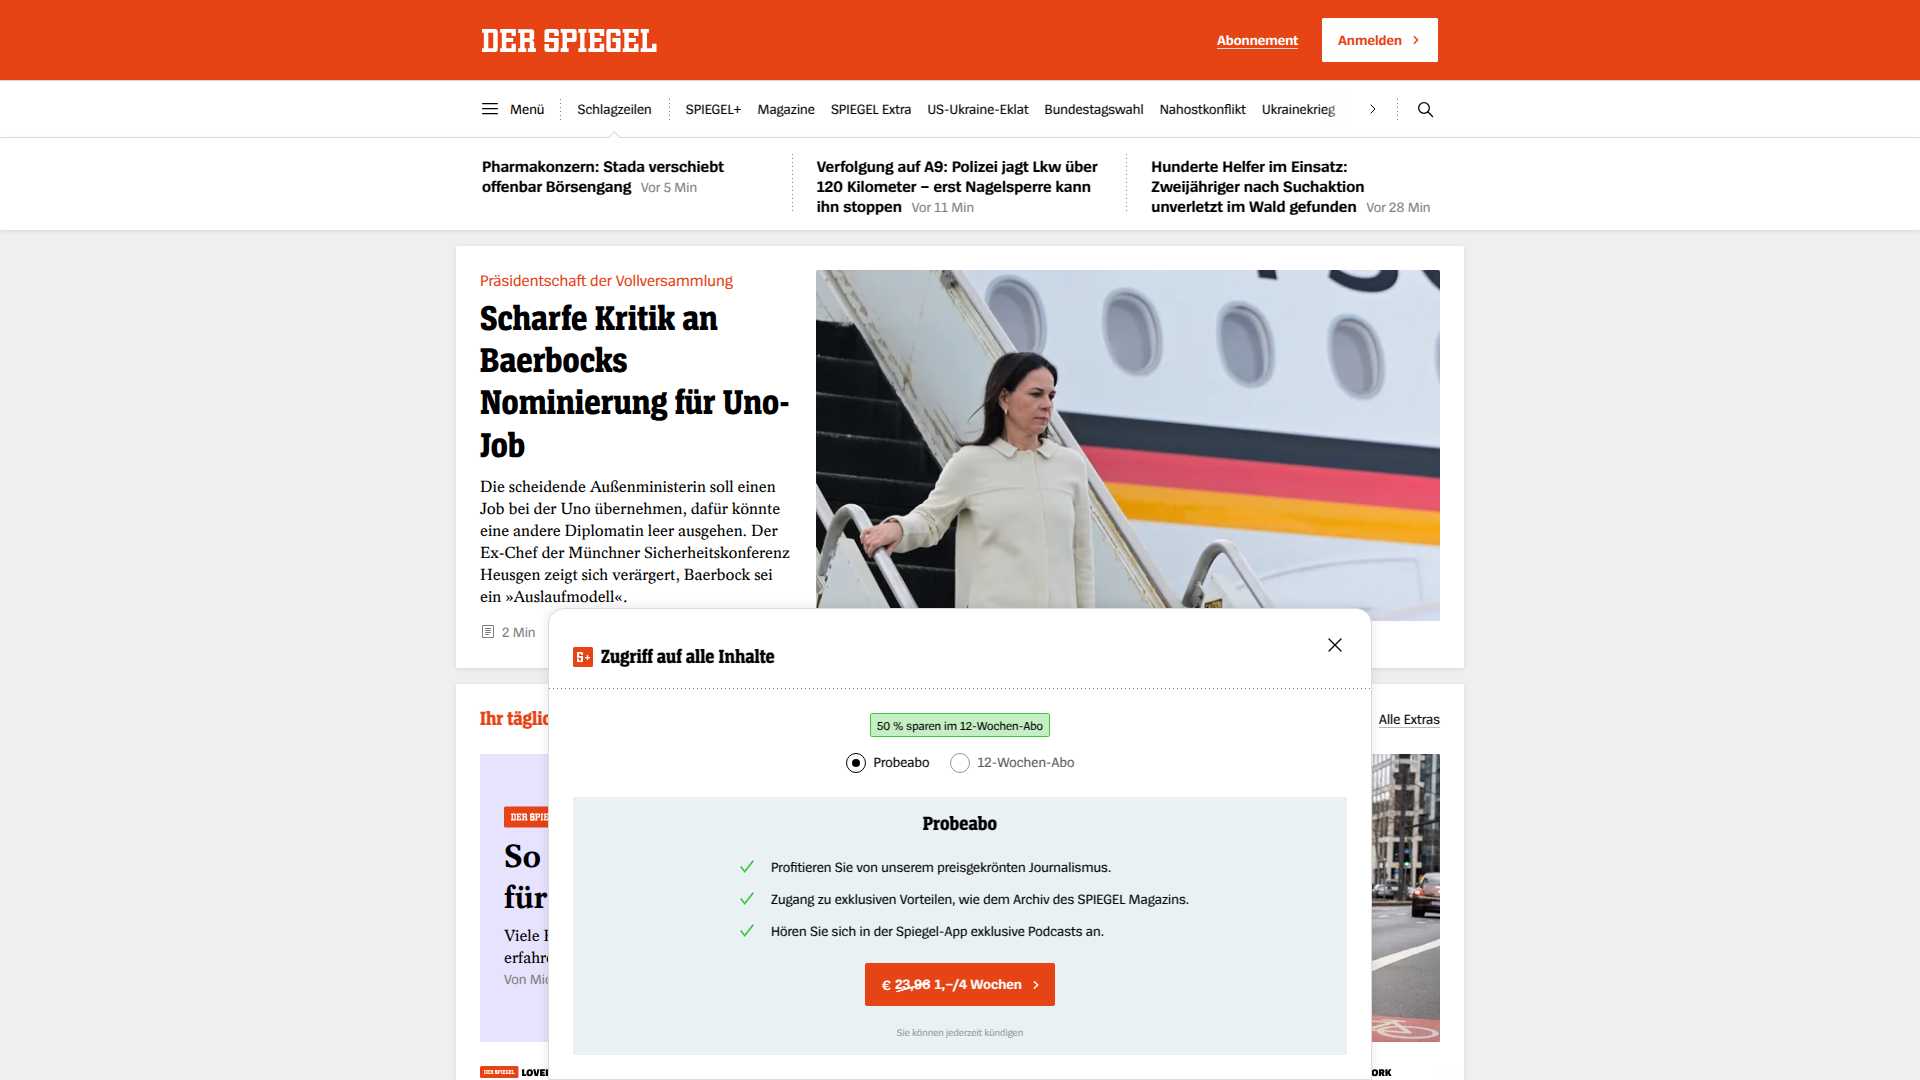 DER SPIEGEL
Abonnement
Anmelden
Menü
Schlagzeilen
SPIEGEL+
Magazine
SPIEGEL Extra
US-Ukraine-Eklat
Bundestagswahl
Nahostkonflikt
Ukrainekrieg
Pharmakonzern: Stada verschiebt
offenbar Börsengang Vor 5 Min
Verfolgung auf A9: Polizei jagt Lkw über
120 Kilometer – erst Nagelsperre kann
ihn stoppen Vor 11 Min
Hunderte Helfer im Einsatz:
Zweijähriger nach Suchaktion
unverletzt im Wald gefunden Vor 28 Min
Präsidentschaft der Vollversammlung
Scharfe Kritik an
Baerbocks
Nominierung für Uno-
Job
Die scheidende Außenministerin soll einen
Job bei der Uno übernehmen, dafür könnte
eine andere Diplomatin leer ausgehen. Der
Ex-Chef der Münchner Sicherheitskonferenz
Heusgen zeigt sich verärgert, Baerbock sei
ein »Auslaufmodell«.
2 Min
Zugriff auf alle Inhalte
50 % sparen im 12-Wochen-Abo
Probeabo
12-Wochen-Abo
Probeabo
Profitieren Sie von unserem preisgekrönten Journalismus.
Zugang zu exklusiven Vorteilen, wie dem Archiv des SPIEGEL Magazins.
Hören Sie sich in der Spiegel-App exklusive Podcasts an.
€ 23,96 1,–/4 Wochen
Sie können jederzeit kündigen
Ihr täglic
Alle Extras
DER SPIE
So
für
Viele
erfahre
Von Mic
DER SPIEGEL LOVE
ORK